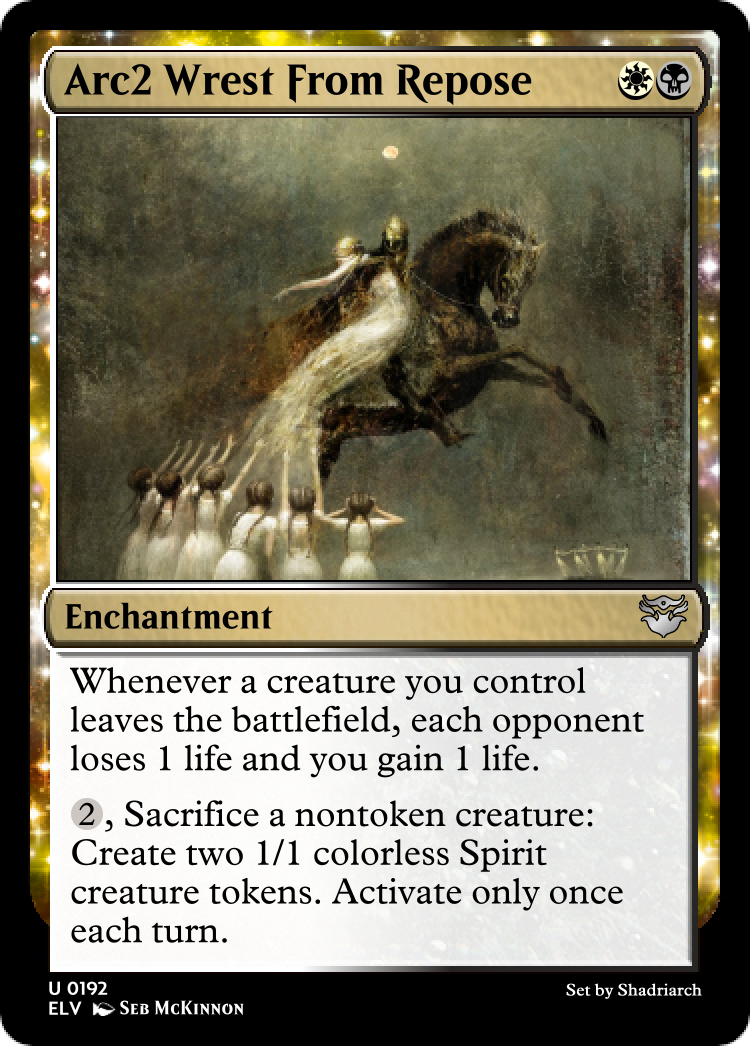 Arc2 Wrest From Repose
Enchantment
Whenever a creature you control
leaves the battlefield, each opponent
loses 1 life and you gain 1 life.
2, Sacrifice a nontoken creature:
Create two 1/1 colorless Spirit
creature tokens. Activate only once
each turn.
U 0192
Set by Shadriarch
ELV Seb McKinnon